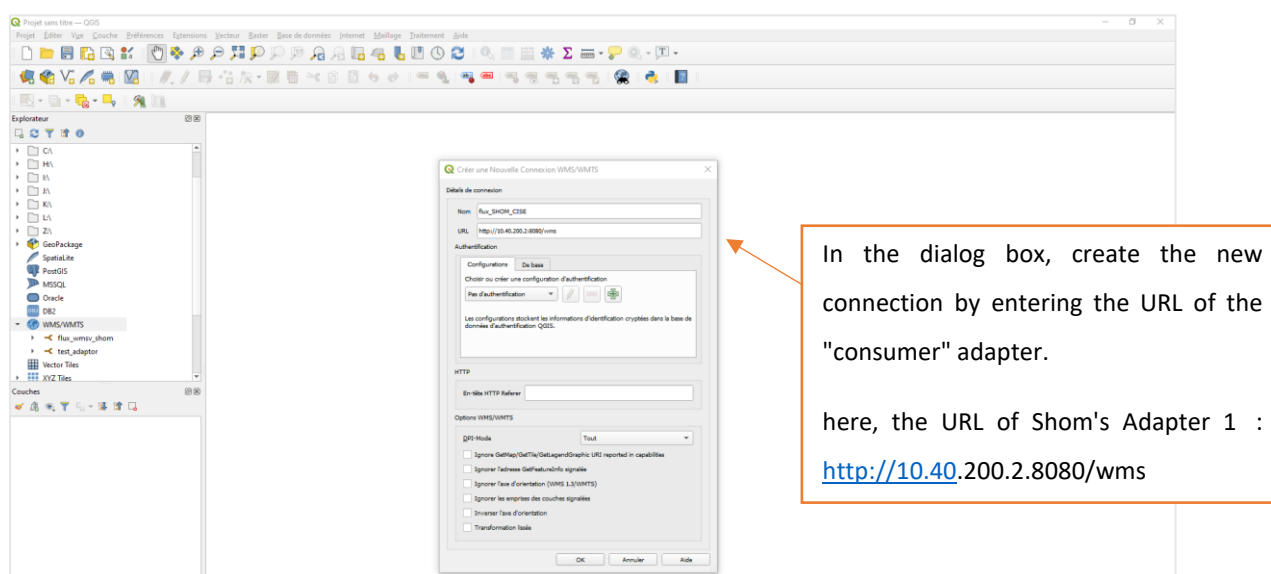 Projet sans titre — QGIS
Projet Éditer Vue Couche Préférences Extensions Vecteur Raster Base de données Internet Maillage Traitement Aide
Explorateur
C:\
H:\
I:\
J:\
K:\
L:\
Z:\
GeoPackage
SpatiaLite
PostGIS
MSSQL
Oracle
DB2
WMS/WMTS
flux_wmsv_shom
test_adaptor
Vector Tiles
XYZ Tiles
Couches
Créer une Nouvelle Connexion WMS/WMTS
Détails de connexion
Nom flux_SHOM_CISE
URL http://10.40.200.2:8080/wms
Authentification
Configurations De base
Choisir ou créer une configuration d'authentification
Pas d'authentification
Les configurations stockent les informations d'identification cryptées dans la base de
données d'authentification QGIS.
HTTP
En-tête HTTP Referer
Options WMS/WMTS
DPI-Mode Tout
Ignore GetMap/GetTile/GetLegendGraphic URI reported in capabilities
Ignorer l'adresse GetFeatureInfo signalée
Ignorer l'axe d'orientation (WMS 1.3/WMTS)
Ignorer les emprises des couches signalées
Inverser l'axe d'orientation
Transformation lissée
OK Annuler Aide
In the dialog box, create the new
connection by entering the URL of the
"consumer" adapter.
here, the URL of Shom's Adapter 1 :
http://10.40.200.2.8080/wms